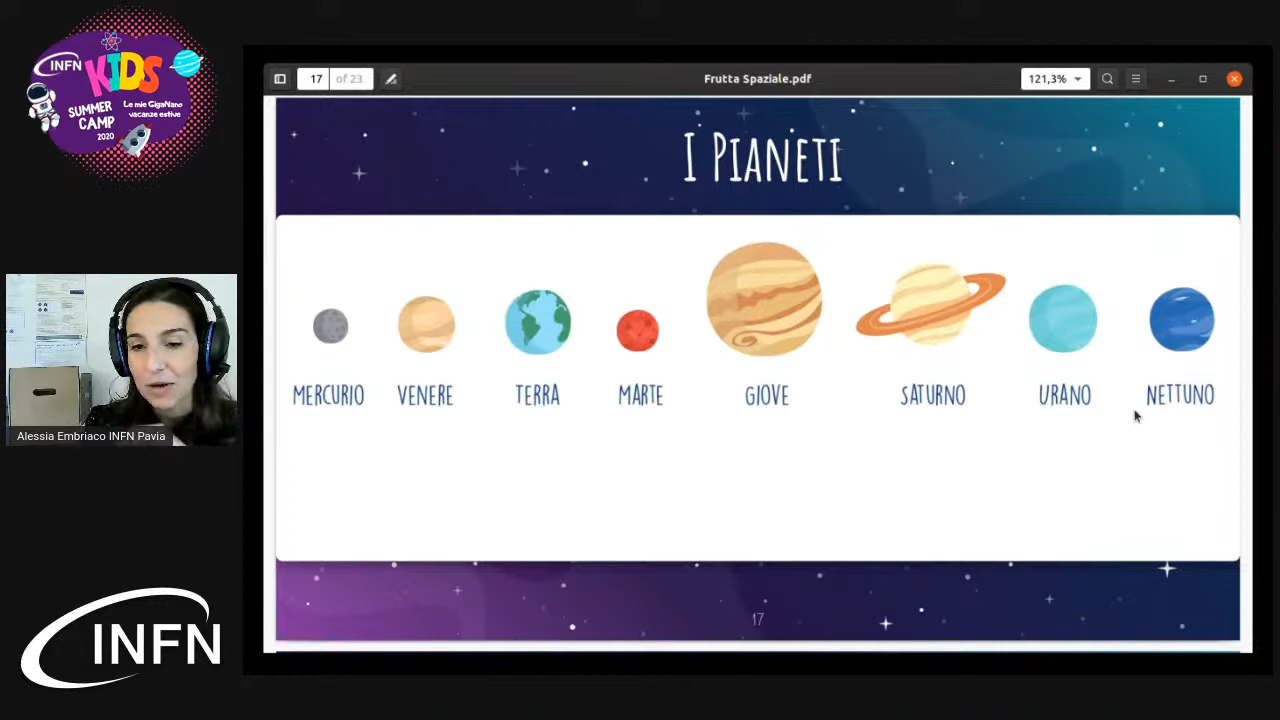 INFN
KIDS
SUMMER
CAMP
2020
Le mie GigaNano
vacanze estive
17 of 23
Frutta Spaziale.pdf
121,3%
I PIANETI
MERCURIO VENERE TERRA MARTE GIOVE SATURNO URANO NETTUNO
17
Alessia Embriaco INFN Pavia
INFN